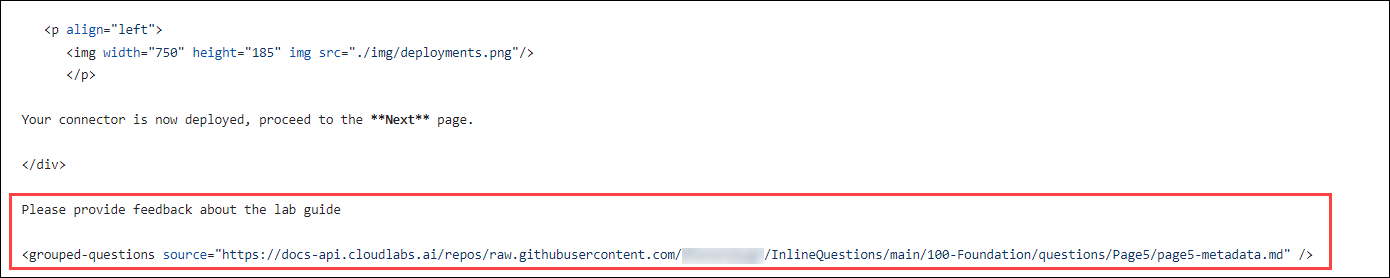 <p align="left">
<img width="750" height="185" img src="./img/deployments.png"/>
</p>
Your connector is now deployed, proceed to the **Next** page.
</div>
Please provide feedback about the lab guide
<grouped-questions source="https://docs-api.cloudlabs.ai/repos/raw.githubusercontent.com/ /InlineQuestions/main/100-Foundation/questions/Page5/page5-metadata.md" />